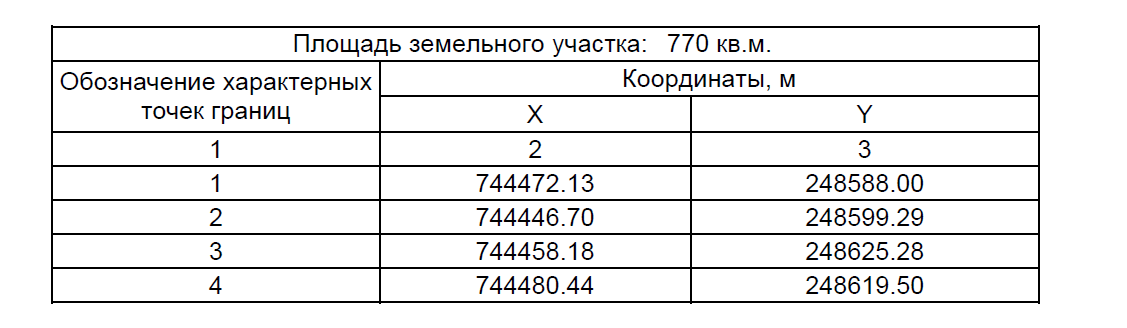 Площадь земельного участка: 770 кв.м.
Обозначение характерных точек границ
Координаты, м
X Y
1 2 3
1 744472.13 248588.00
2 744446.70 248599.29
3 744458.18 248625.28
4 744480.44 248619.50